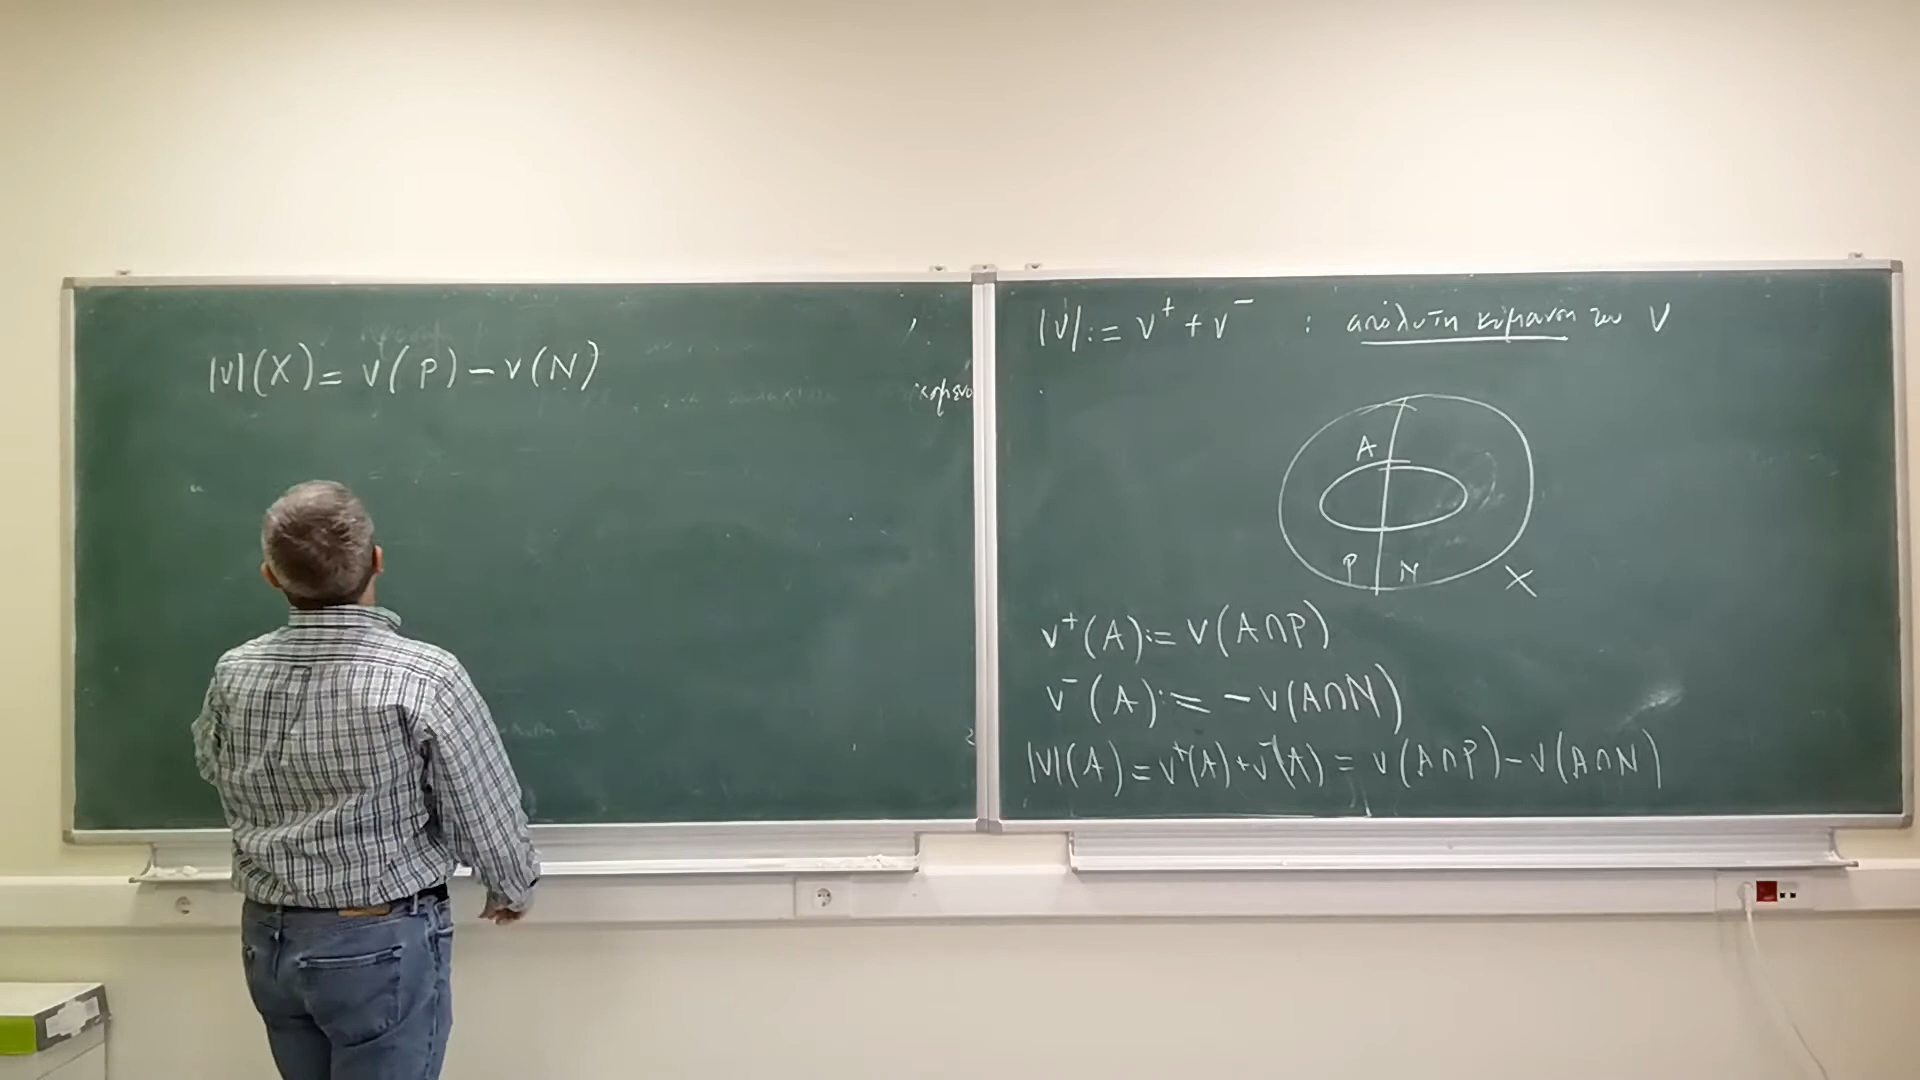 |ν|(X) = ν(P) − ν(N)
|ν| := ν⁺ + ν⁻ : απόλυτη κύμανση του ν
A
P N
X
ν⁺(A) := ν(A∩P)
ν⁻(A) := −ν(A∩N)
|ν|(A) = ν⁺(A) + ν⁻(A) = ν(A∩P) − ν(A∩N)